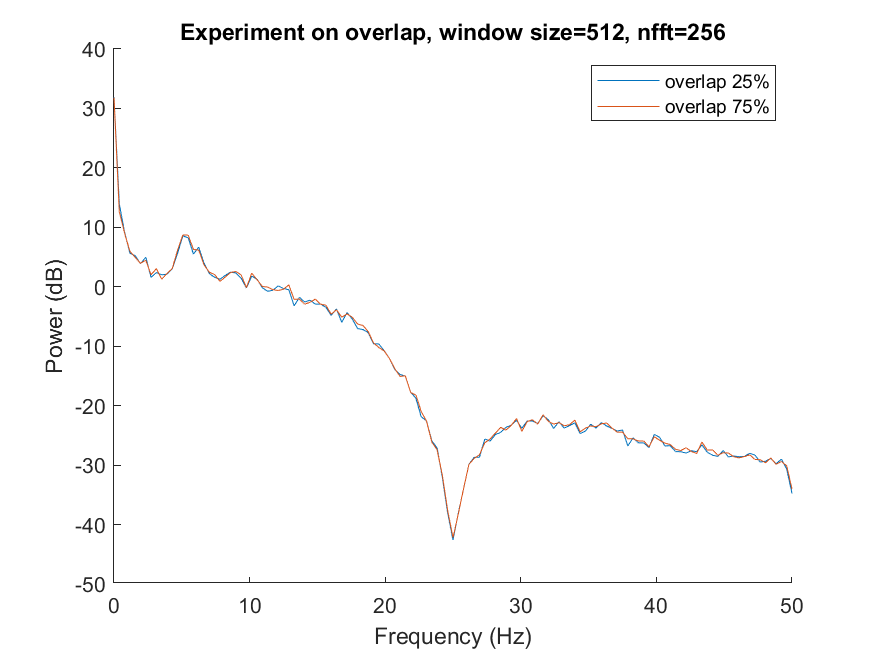 Experiment on overlap, window size=512, nfft=256
overlap 25%
overlap 75%
Power (dB)
40
30
20
10
0
-10
-20
-30
-40
-50
0 10 20 30 40 50
Frequency (Hz)